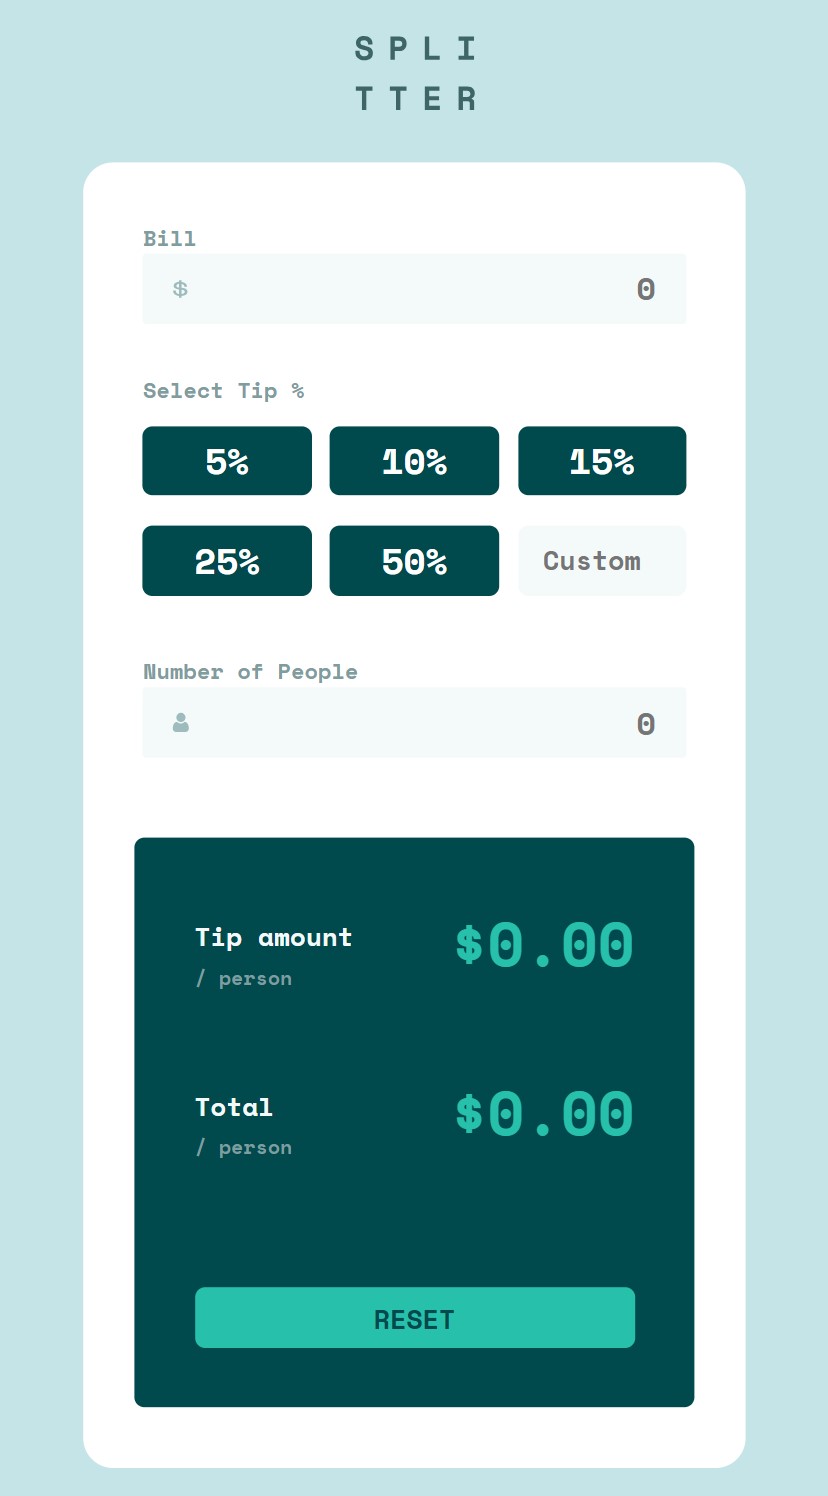 SPLI
TTER
Bill
$ 0
Select Tip %
5% 10% 15%
25% 50% Custom
Number of People
0
Tip amount $0.00
/ person
Total $0.00
/ person
RESET